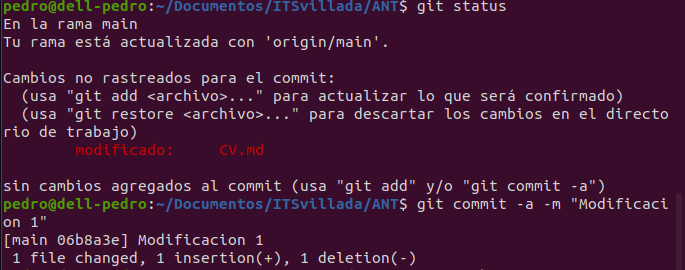 pedro@dell-pedro:~/Documentos/ITSvillada/ANT$ git status
En la rama main
Tu rama está actualizada con 'origin/main'.
Cambios no rastreados para el commit:
  (usa "git add <archivo>..." para actualizar lo que será confirmado)
  (usa "git restore <archivo>..." para descartar los cambios en el directo
rio de trabajo)
        modificado:     CV.md
sin cambios agregados al commit (usa "git add" y/o "git commit -a")
pedro@dell-pedro:~/Documentos/ITSvillada/ANT$ git commit -a -m "Modificaci
on 1"
[main 06b8a3e] Modificacion 1
 1 file changed, 1 insertion(+), 1 deletion(-)